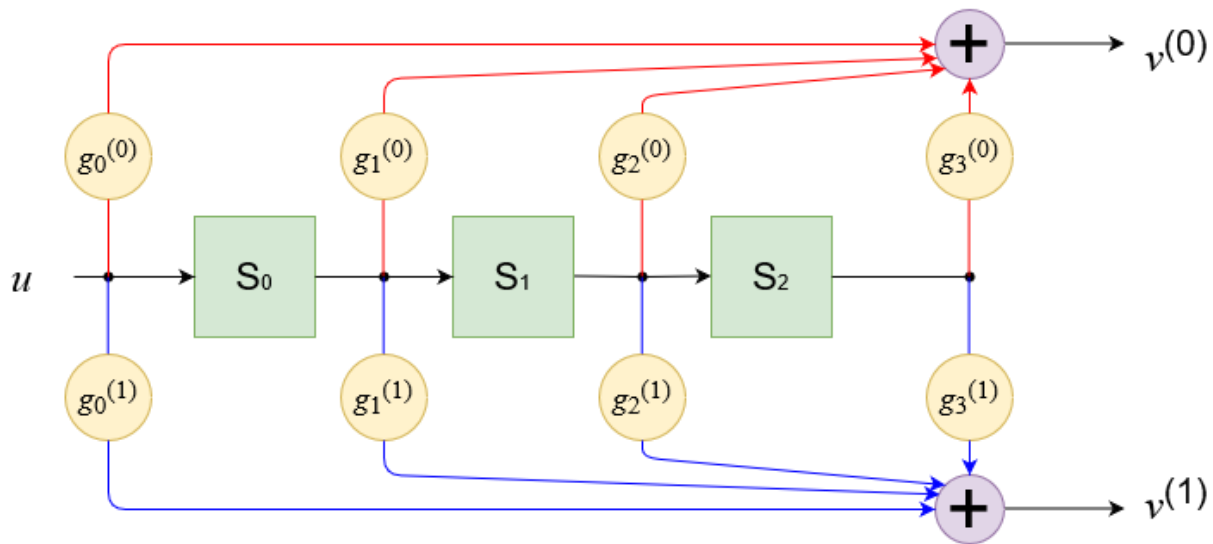 + v(0)
g0(0) g1(0) g2(0) g3(0)
u S0 S1 S2
g0(1) g1(1) g2(1) g3(1)
+ v(1)